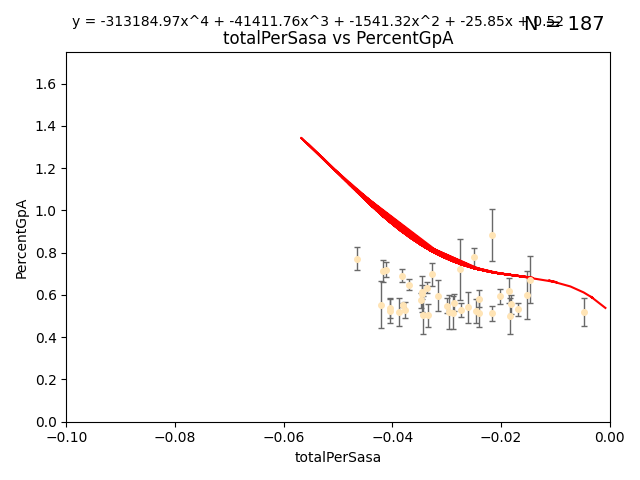 y = -313184.97x^4 + -41411.76x^3 + -1541.32x^2 + -25.85x + 0.52
N = 187
totalPerSasa vs PercentGpA
1.6
1.4
1.2
1.0
0.8
0.6
0.4
0.2
0.0
PercentGpA
−0.10 −0.08 −0.06 −0.04 −0.02 0.00
totalPerSasa